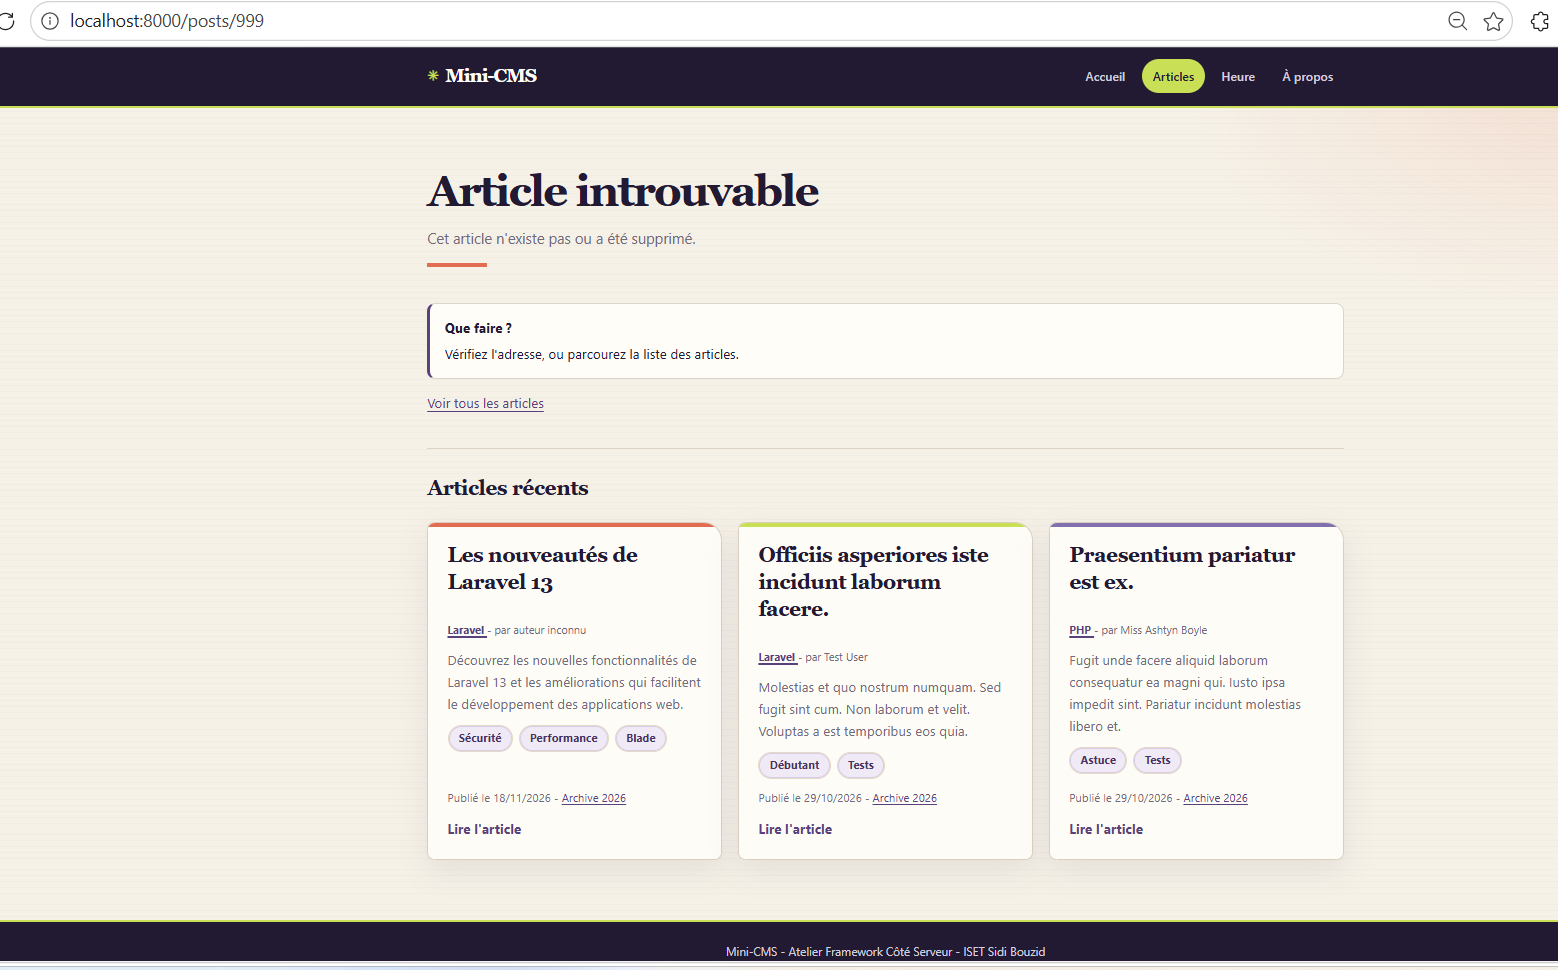 localhost:8000/posts/999
Mini-CMS
Accueil
Articles
Heure
À propos
Article introuvable
Cet article n'existe pas ou a été supprimé.
Que faire ?
Vérifiez l'adresse, ou parcourez la liste des articles.
Voir tous les articles
Articles récents
Les nouveautés de
Laravel 13
Laravel - par auteur inconnu
Découvrez les nouvelles fonctionnalités de
Laravel 13 et les améliorations qui facilitent
le développement des applications web.
Sécurité
Performance
Blade
Publié le 18/11/2026 - Archive 2026
Lire l'article
Officiis asperiores iste
incidunt laborum
facere.
Laravel - par Test User
Molestias et quo nostrum numquam. Sed
fugit sint cum. Non laborum et velit.
Voluptas a est temporibus eos quia.
Débutant
Tests
Publié le 29/10/2026 - Archive 2026
Lire l'article
Praesentium pariatur
est ex.
PHP - par Miss Ashtyn Boyle
Fugit unde facere aliquid laborum
consequatur ea magni qui. Iusto ipsa
impedit sint. Pariatur incidunt molestias
libero et.
Astuce
Tests
Publié le 29/10/2026 - Archive 2026
Lire l'article
Mini-CMS - Atelier Framework Côté Serveur - ISET Sidi Bouzid